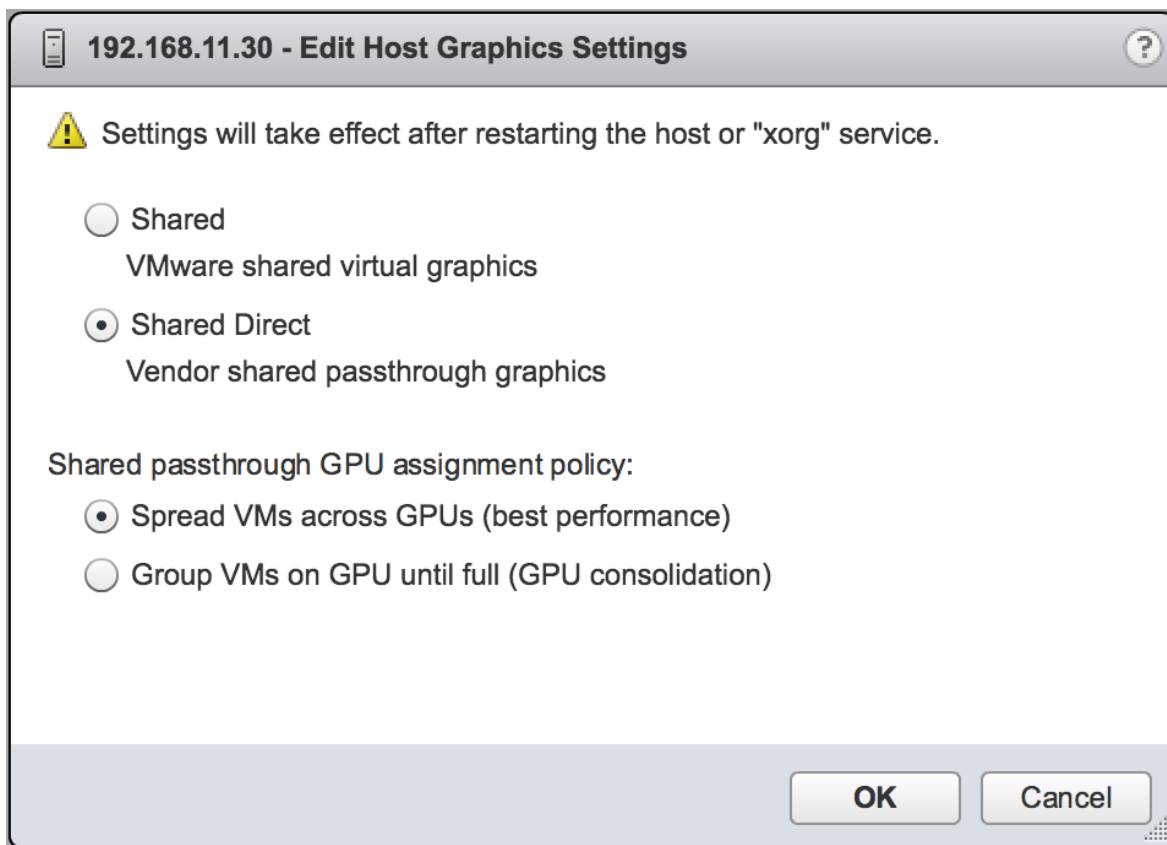 192.168.11.30 - Edit Host Graphics Settings
?
Settings will take effect after restarting the host or "xorg" service.
Shared
VMware shared virtual graphics
Shared Direct
Vendor shared passthrough graphics
Shared passthrough GPU assignment policy:
Spread VMs across GPUs (best performance)
Group VMs on GPU until full (GPU consolidation)
OK Cancel